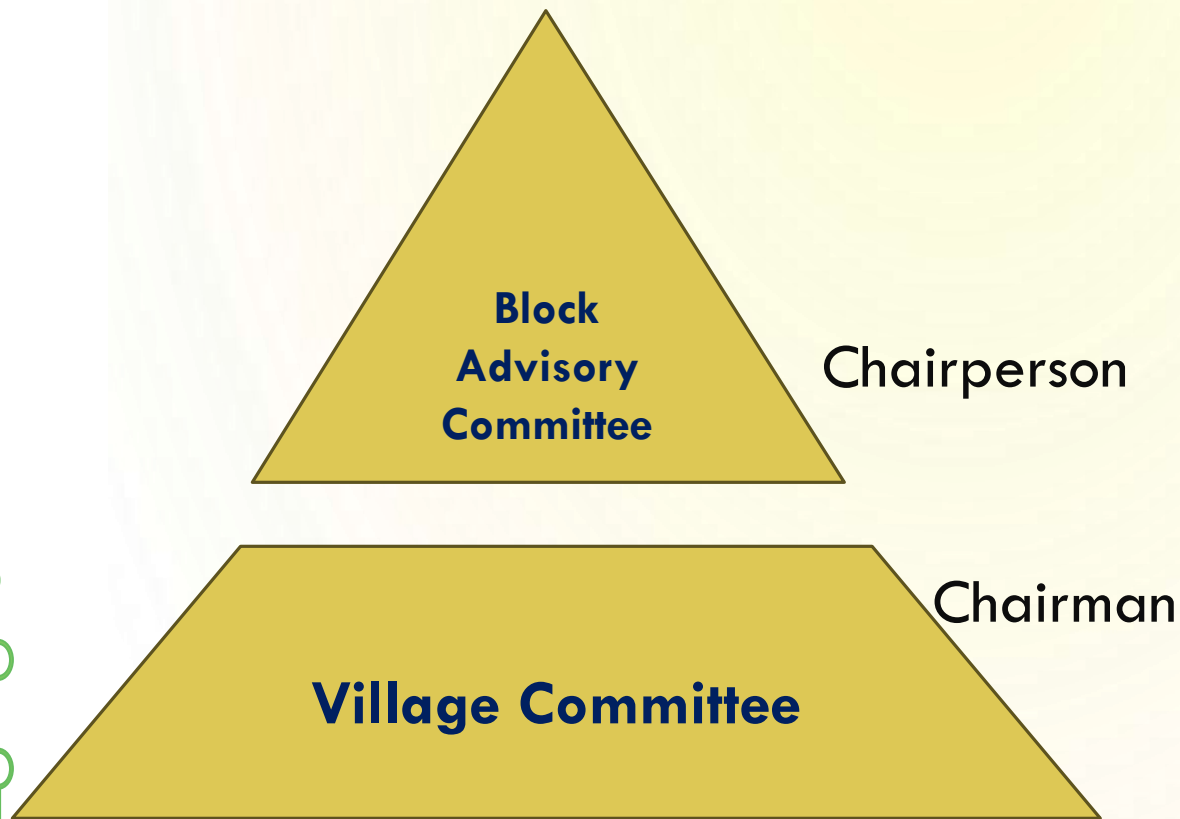 Block
Advisory
Committee
Chairperson
Chairman
Village Committee